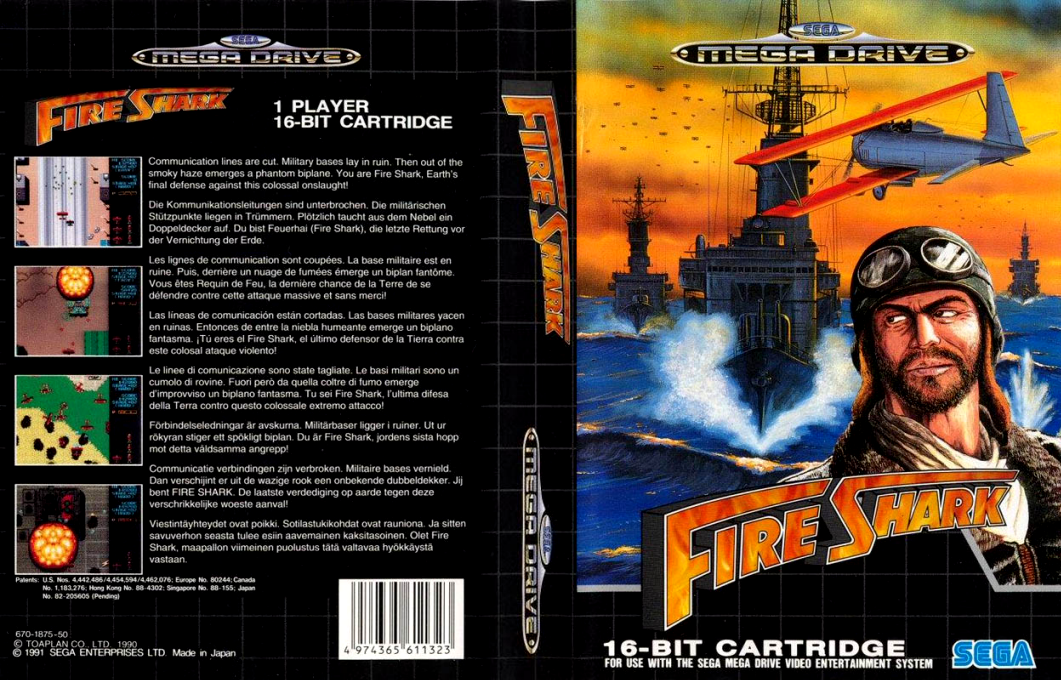 SEGA
MEGA DRIVE
FIRE SHARK
1 PLAYER
16-BIT CARTRIDGE
Communication lines are cut. Military bases lay in ruin. Then out of the
smoky haze emerges a phantom biplane. You are Fire Shark, Earth's
final defense against this colossal onslaught!
Die Kommunikationsleitungen sind unterbrochen. Die militärischen
Stützpunkte liegen in Trümmern. Plötzlich taucht aus dem Nebel ein
Doppeldecker auf. Du bist Feuerhai (Fire Shark), die letzte Rettung vor
der Vernichtung der Erde.
Les lignes de communication sont coupées. La base militaire est en
ruine. Puis, derrière un nuage de fumées émerge un biplan fantôme.
Vous êtes Requin de Feu, la dernière chance de la Terre de se
défendre contre cette attaque massive et sans merci!
Las líneas de comunicación están cortadas. Las bases militares yacen
en ruinas. Entonces de entre la niebla humeante emerge un biplano
fantasma. ¡Tú eres el Fire Shark, el último defensor de la Tierra contra
este colosal ataque violento!
Le linee di comunicazione sono state tagliate. Le basi militari sono un
cumolo di rovine. Fuori però da quella coltre di fumo emerge
d'improvviso un biplano fantasma. Tu sei Fire Shark, l'ultima difesa
della Terra contro questo colossale extremo attacco!
Förbindelseledningar är avskurna. Militärbaser ligger i ruiner. Ut ur
rökyran stiger ett spökligt biplan. Du är Fire Shark, jordens sista hopp
mot detta våldsamma angrepp!
Communicatie verbindingen zijn verbroken. Militaire bases vernield.
Dan verschijnt er uit de wazige rook een onbekende dubbeldekker. Jij
bent FIRE SHARK. De laatste verdediging op aarde tegen deze
verschrikkelijke woeste aanval!
Viestintäyhteydet ovat poikki. Sotilastukikohdat ovat rauniona. Ja sitten
savuverhon seasta tulee esiin aavemainen kaksitasoinen. Olet Fire
Shark, maapallon viimeinen puolustus tätä valtavaa hyökkäystä
vastaan.
Patents: U.S. Nos. 4,442,486/4,454,594/4,462,076; Europe No. 80244; Canada
No. 1,183,276; Hong Kong No. 88-4302; Singapore No. 88-155; Japan
No. 82-205605 (Pending)
670-1875-50
© TOAPLAN CO., LTD. 1990
© 1991 SEGA ENTERPRISES LTD. Made in Japan
4 974365 611323
FIRE SHARK
SEGA
MEGA DRIVE
SEGA
MEGA DRIVE
FIRE SHARK
16-BIT CARTRIDGE
FOR USE WITH THE SEGA MEGA DRIVE VIDEO ENTERTAINMENT SYSTEM
SEGA